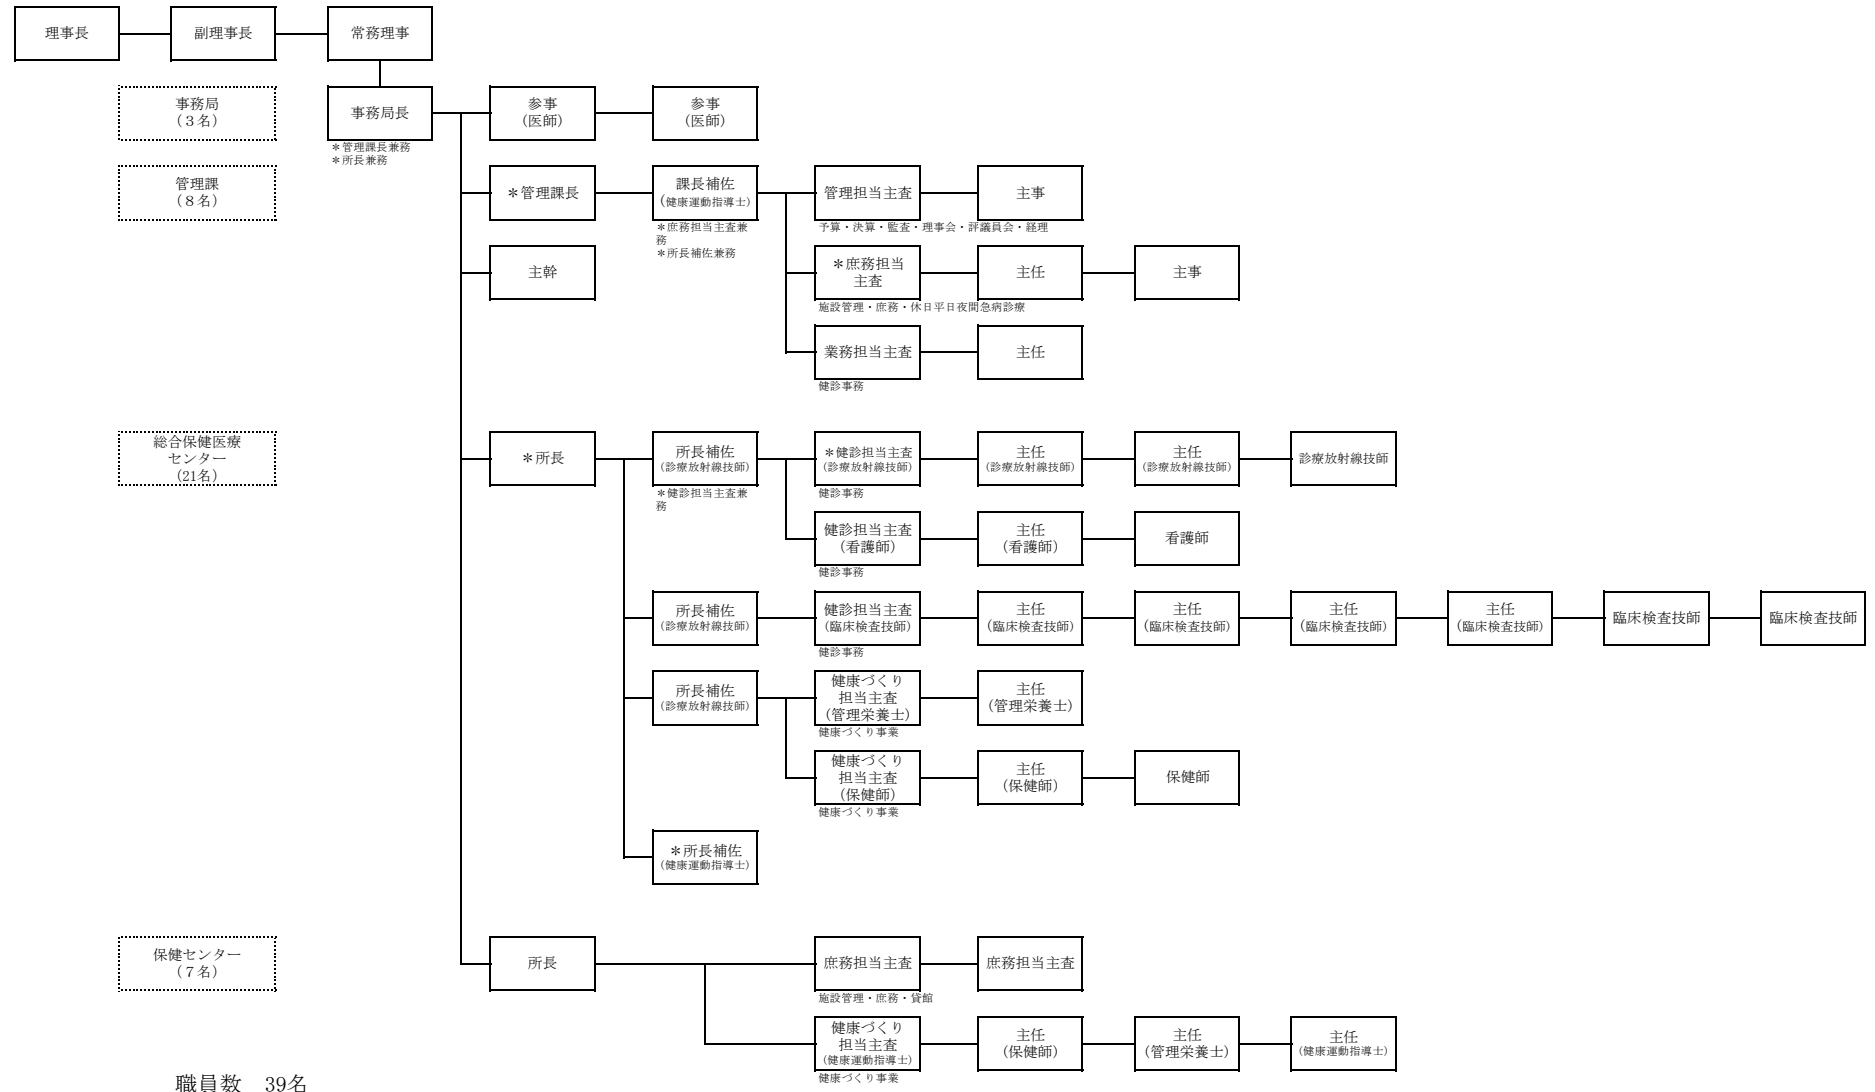 理事長
副理事長
常務理事
事務局
（３名）
事務局長
＊管理課長兼務
＊所長兼務
参事
（医師）
参事
（医師）
管理課
（８名）
＊管理課長
課長補佐
（健康運動指導士）
＊庶務担当主査兼
務
＊所長補佐兼務
管理担当主査
予算・決算・監査・理事会・評議員会・経理
主事
主幹
＊庶務担当
主査
施設管理・庶務・休日平日夜間急病診療
主任
主事
業務担当主査
健診事務
主任
総合保健医療
センター
（21名）
＊所長
所長補佐
（診療放射線技師）
＊健診担当主査兼
務
＊健診担当主査
（診療放射線技師）
健診事務
主任
（診療放射線技師）
主任
（診療放射線技師）
診療放射線技師
健診担当主査
（看護師）
健診事務
主任
（看護師）
看護師
所長補佐
（診療放射線技師）
健診担当主査
（臨床検査技師）
健診事務
主任
（臨床検査技師）
主任
（臨床検査技師）
主任
（臨床検査技師）
主任
（臨床検査技師）
臨床検査技師
臨床検査技師
所長補佐
（診療放射線技師）
健康づくり
担当主査
（管理栄養士）
健康づくり事業
主任
（管理栄養士）
健康づくり
担当主査
（保健師）
健康づくり事業
主任
（保健師）
保健師
＊所長補佐
（健康運動指導士）
保健センター
（７名）
所長
庶務担当主査
施設管理・庶務・貸館
庶務担当主査
健康づくり
担当主査
（健康運動指導士）
健康づくり事業
主任
（保健師）
主任
（管理栄養士）
主任
（健康運動指導士）
職員数　39名